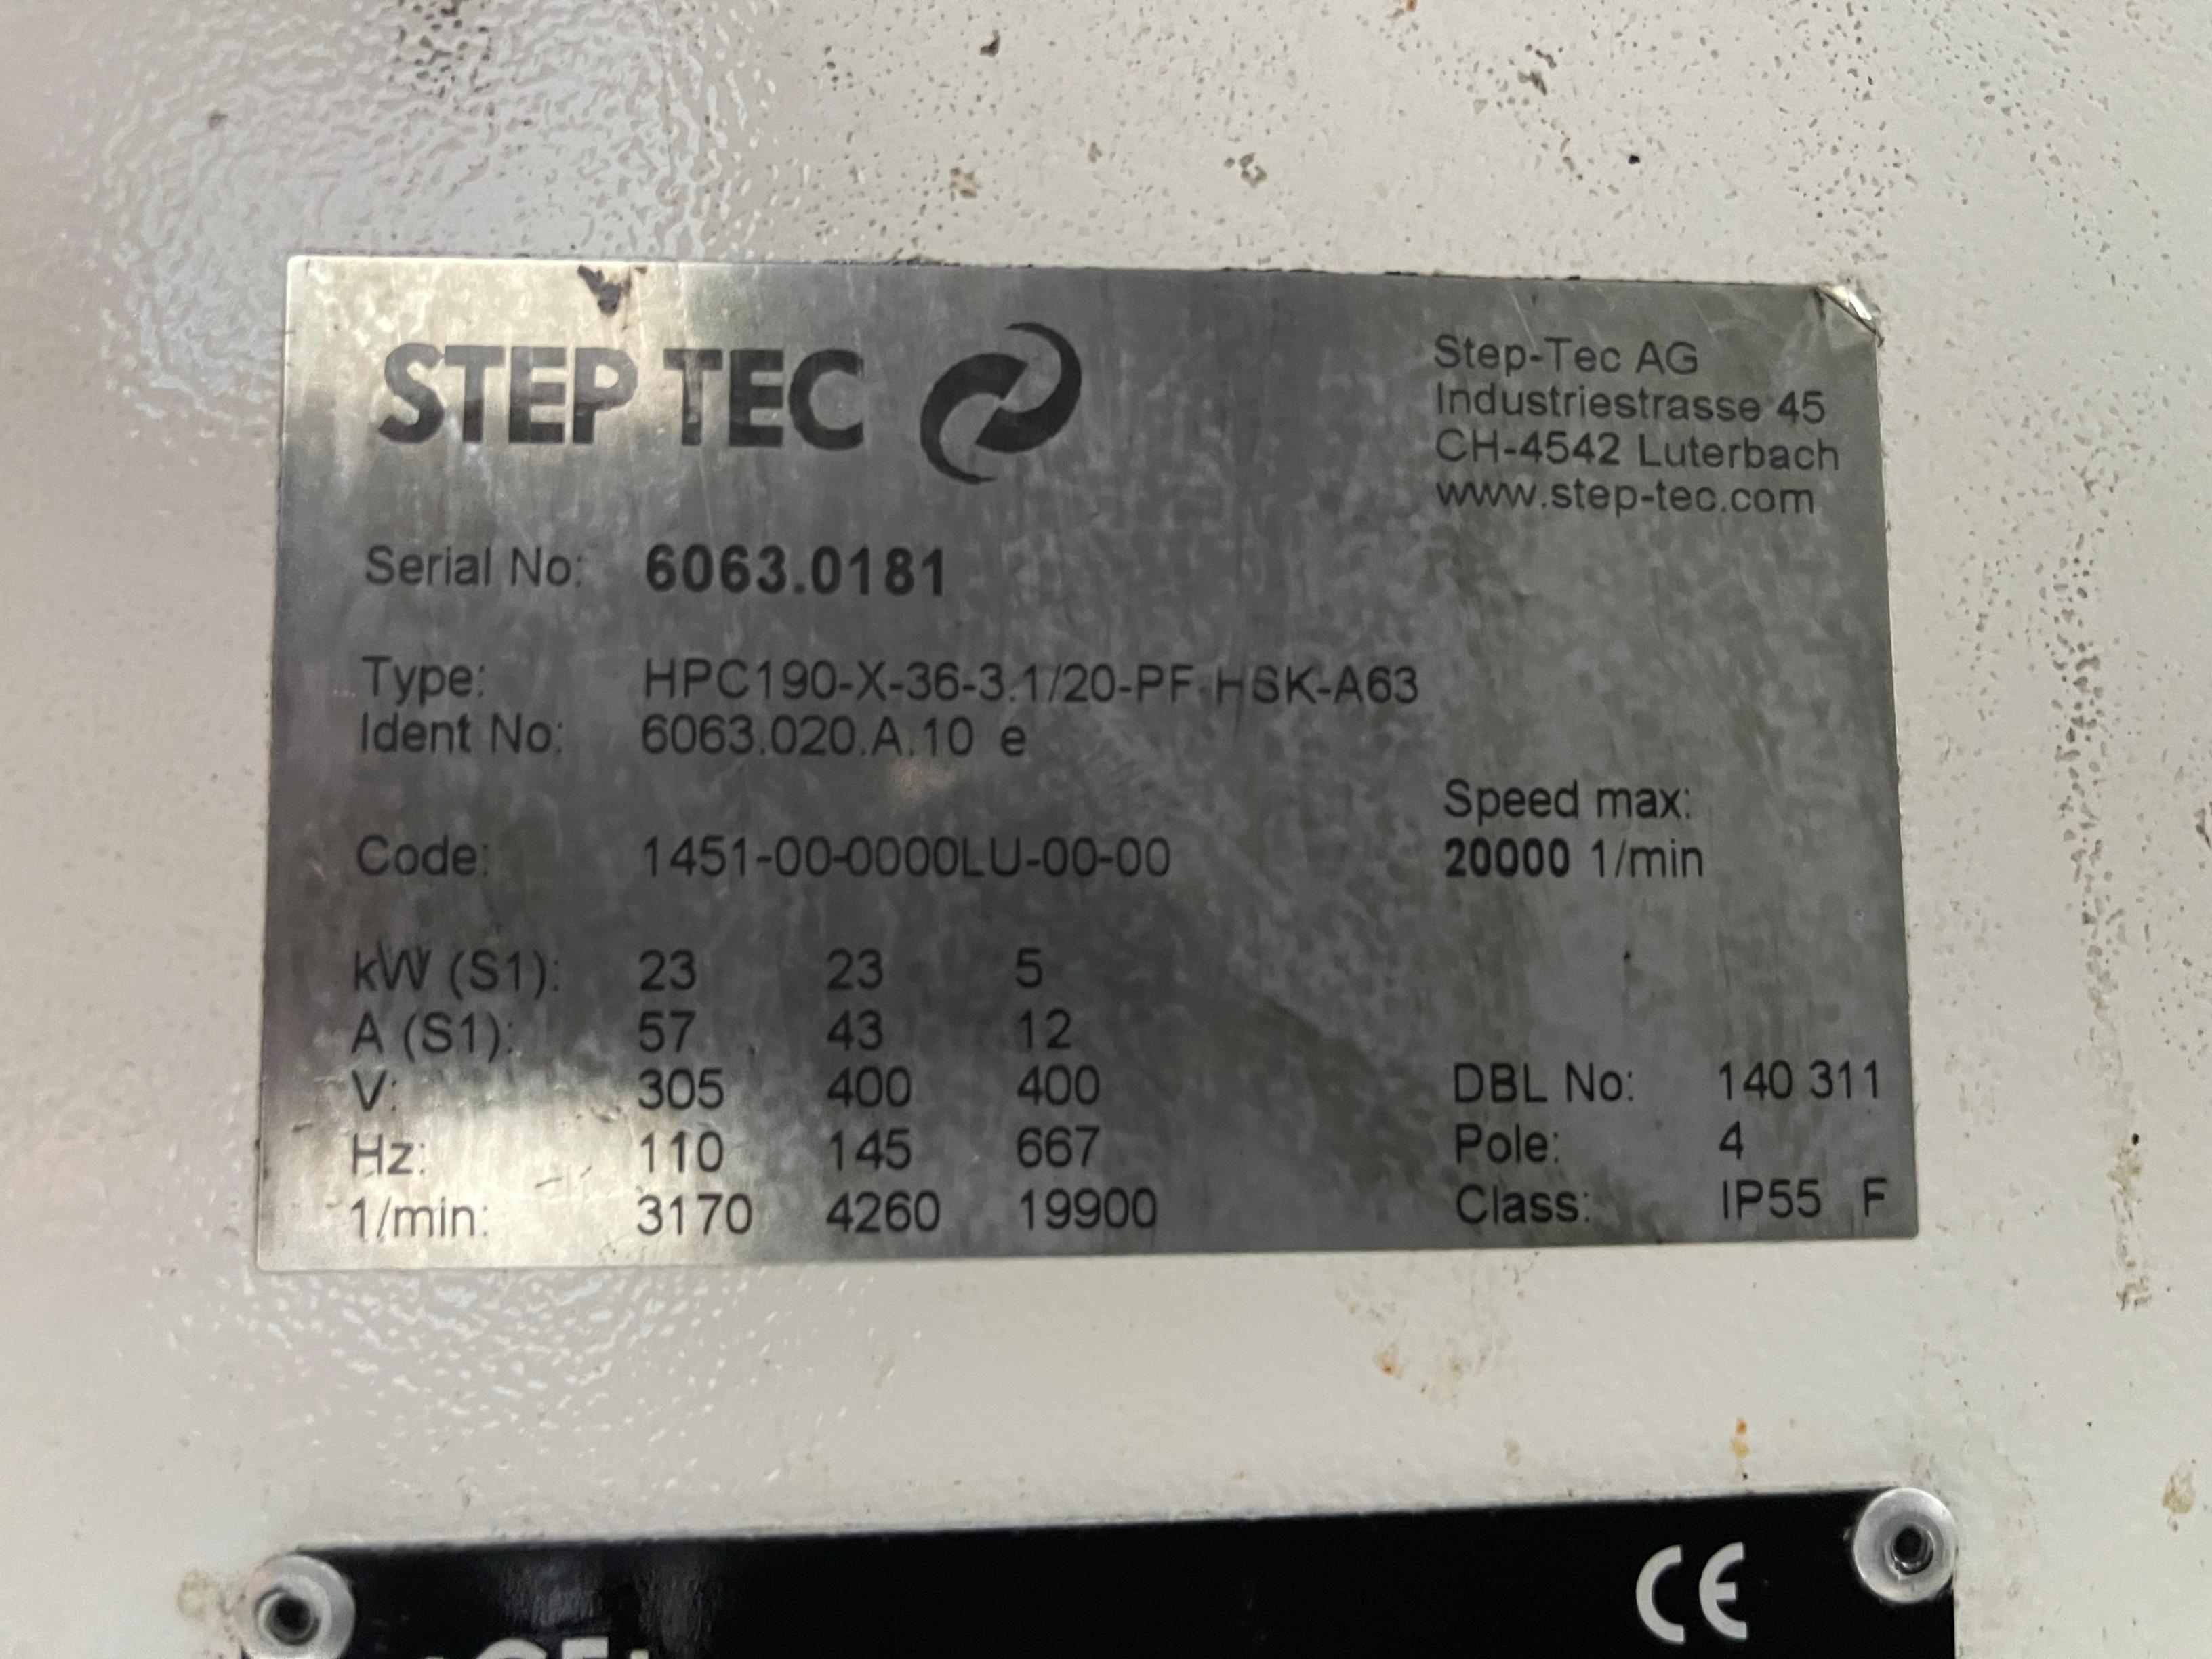 STEP TEC
Step-Tec AG
Industriestrasse 45
CH-4542 Luterbach
www.step-tec.com
Serial No: 6063.0181
Type: HPC190-X-36-3.1/20-PF-HSK-A63
Ident No: 6063.020.A.10 e
Speed max:
Code: 1451-00-0000LU-00-00 20000 1/min
kW (S1): 23 23 5
A (S1): 57 43 12
V: 305 400 400 DBL No: 140 311
Hz: 110 145 667 Pole: 4
1/min: 3170 4260 19900 Class: IP55 F
CE